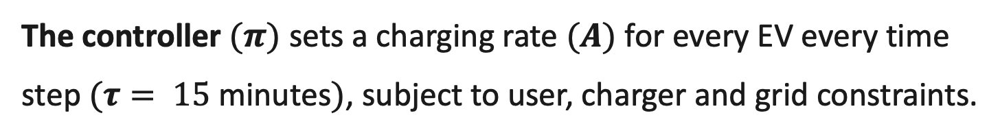 The controller (π) sets a charging rate (A) for every EV every time
step (τ = 15 minutes), subject to user, charger and grid constraints.